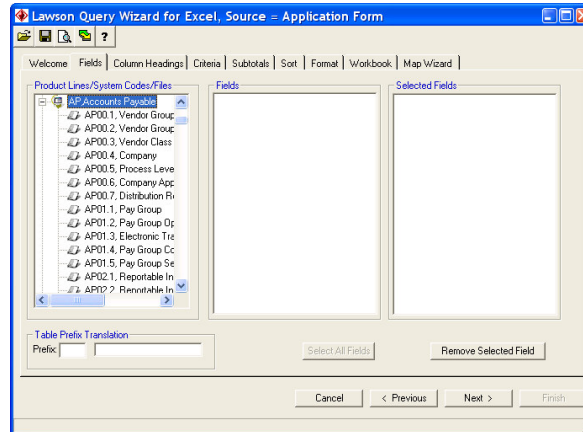 Lawson Query Wizard for Excel, Source = Application Form
?
Welcome Fields Column Headings Criteria Subtotals Sort Format Workbook Map Wizard
Product Lines/System Codes/Files
AP,Accounts Payable
AP00.1, Vendor Group
AP00.2, Vendor Group
AP00.3, Vendor Class
AP00.4, Company
AP00.5, Process Leve
AP00.6, Company App
AP00.7, Distribution R
AP01.1, Pay Group
AP01.2, Pay Group Op
AP01.3, Electronic Tra
AP01.4, Pay Group Co
AP01.5, Pay Group Se
AP02.1, Reportable In
AP02.2, Reportable In
Fields
Selected Fields
Table Prefix Translation
Prefix:
Select All Fields
Remove Selected Field
Cancel < Previous Next > Finish